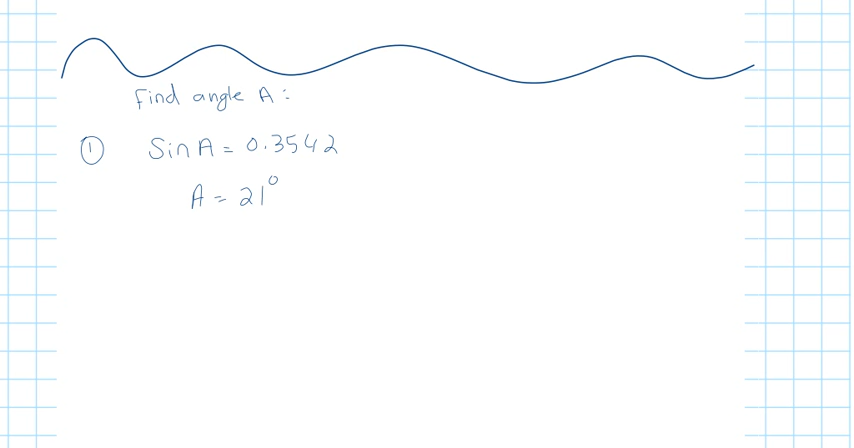 Find angle A:
① Sin A = 0.3542
A = 21°